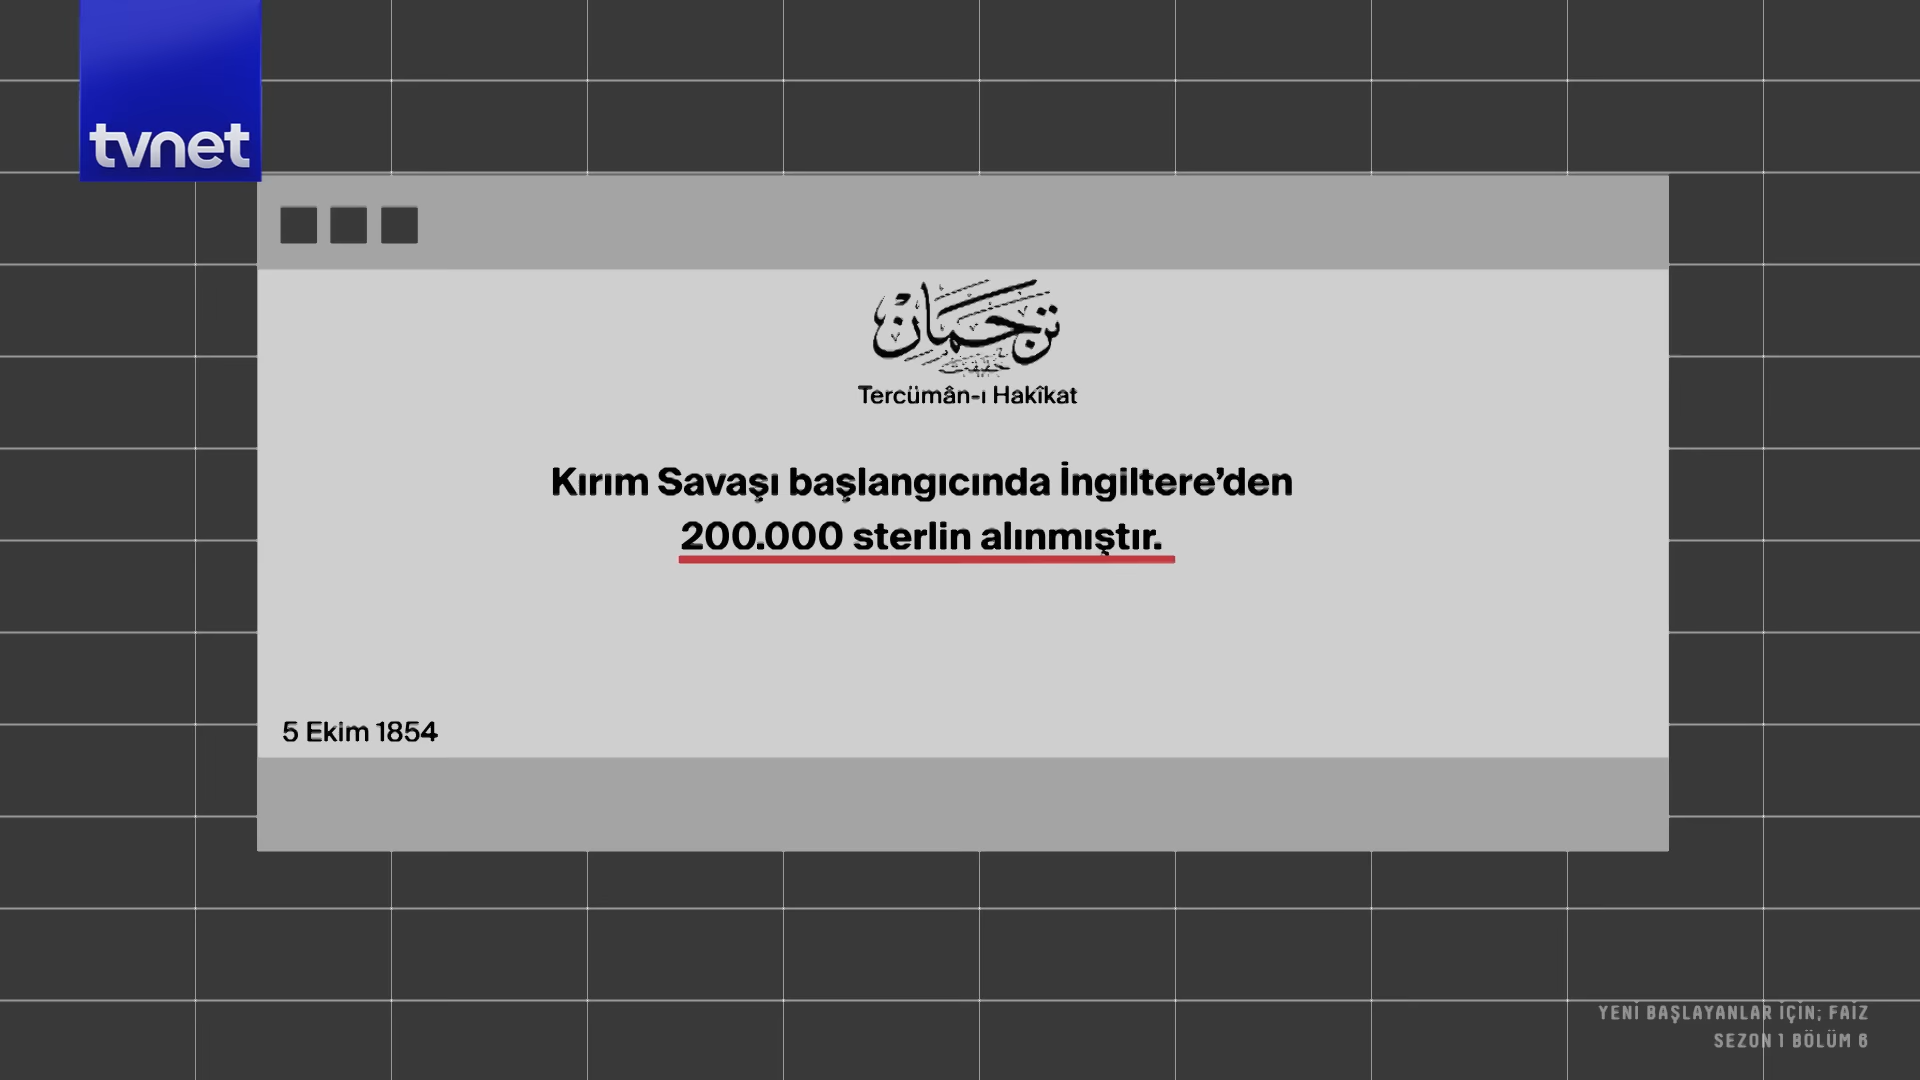 tvnet
ترجمان
Tercümân-ı Hakîkat
Kırım Savaşı başlangıcında İngiltere’den
200.000 sterlin alınmıştır.
5 Ekim 1854
YENİ BAŞLAYANLAR İÇİN; FAİZ
SEZON 1 BÖLÜM 6